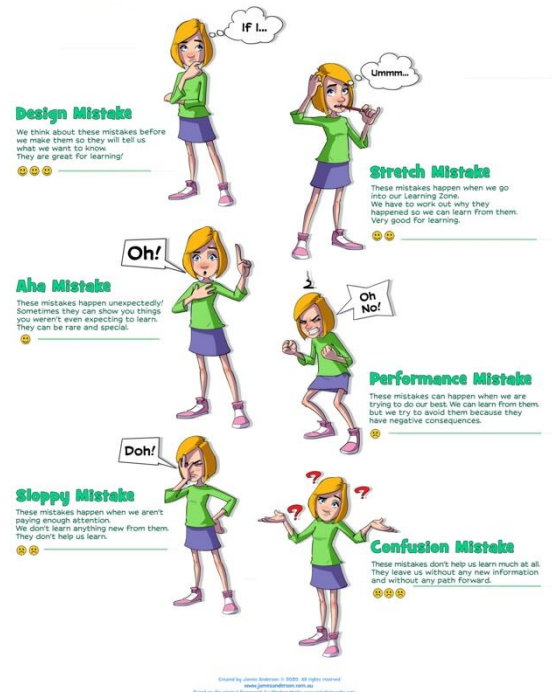 If I...
Design Mistake
We think about these mistakes before
we make them so they will tell us
what we want to know.
They are great for learning!
Ummm...
Stretch Mistake
These mistakes happen when we go
into our Learning Zone.
We have to work out why they
happened so we can learn from them.
Very good for learning.
Oh!
Aha Mistake
These mistakes happen unexpectedly!
Sometimes they can show you things
you weren't even expecting to learn.
They can be rare and special.
Oh
No!
Performance Mistake
These mistakes can happen when we are
trying to do our best. We can learn from them,
but we try to avoid them because they
have negative consequences.
Doh!
Sloppy Mistake
These mistakes happen when we aren't
paying enough attention.
We don't learn anything new from them.
They don't help us learn.
? ? ?
Confusion Mistake
These mistakes don't help us learn much at all.
They leave us without any new information
and without any path forward.
Created by James Anderson © 2020. All rights reserved
www.jamesanderson.com.au